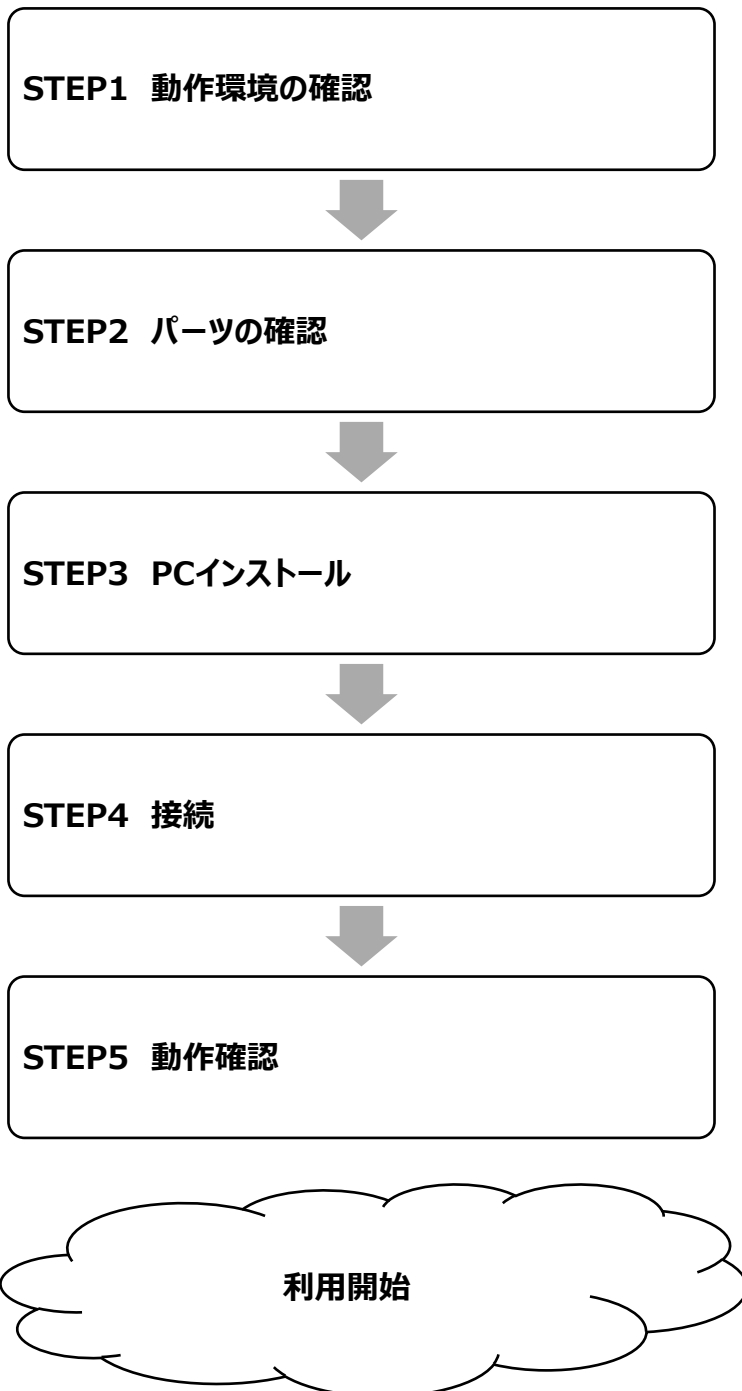 STEP1 動作環境の確認
STEP2 パーツの確認
STEP3 PCインストール
STEP4 接続
STEP5 動作確認
利用開始